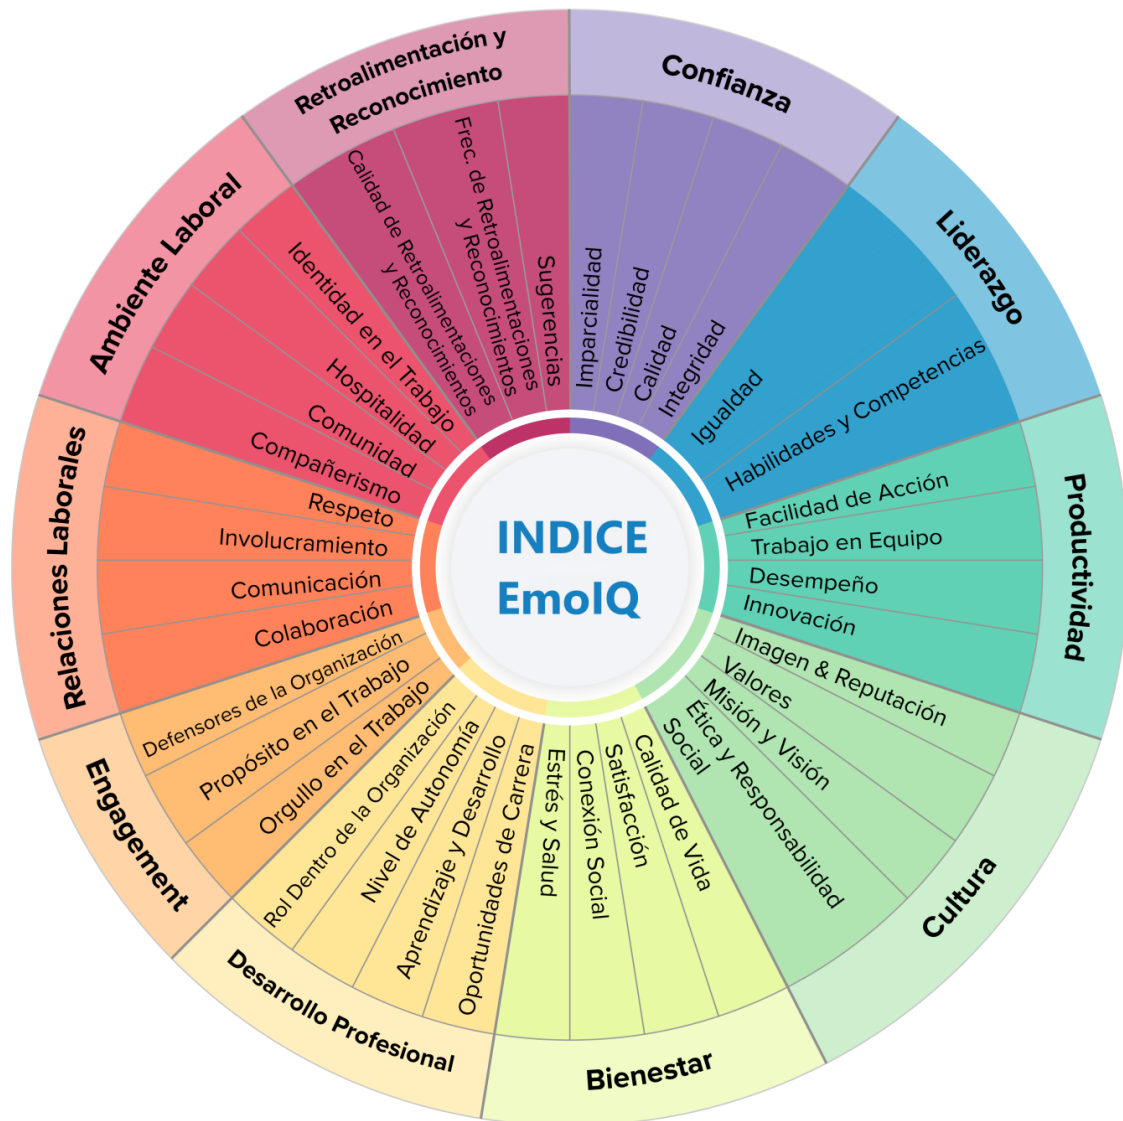 INDICE
EmoIQ
Confianza
Imparcialidad
Credibilidad
Calidad
Integridad
Liderazgo
Igualdad
Habilidades y Competencias
Productividad
Facilidad de Acción
Trabajo en Equipo
Desempeño
Innovación
Cultura
Imagen & Reputación
Valores
Misión y Visión
Ética y Responsabilidad
Social
Bienestar
Calidad de Vida
Satisfacción
Conexión Social
Estrés y Salud
Desarrollo Profesional
Oportunidades de Carrera
Aprendizaje y Desarrollo
Nivel de Autonomía
Rol Dentro de la Organización
Engagement
Orgullo en el Trabajo
Propósito en el Trabajo
Defensores de la Organización
Relaciones Laborales
Colaboración
Comunicación
Involucramiento
Respeto
Ambiente Laboral
Compañerismo
Comunidad
Hospitalidad
Identidad en el Trabajo
Retroalimentación y
Reconocimiento
Calidad de Retroalimentaciones
y Reconocimientos
Frec. de Retroalimentaciones
y Reconocimientos
Sugerencias